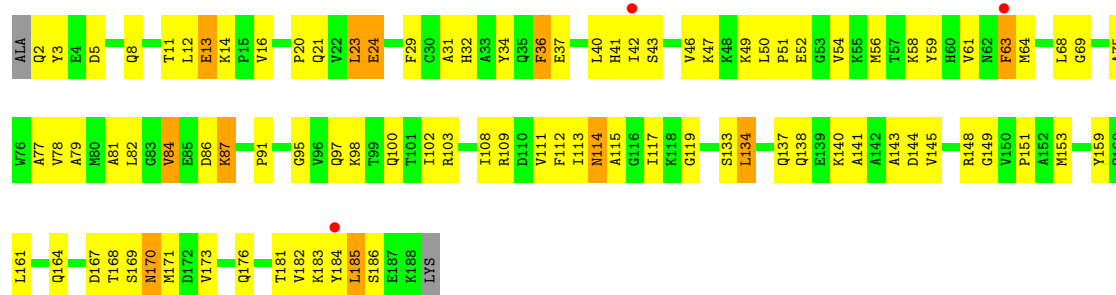 ALA Q2 Y3 E4 D5 Q8 T11 L12 E13 K14 P15 V16 P20 Q21 V22 L23 E24 F29 C30 A31 H32 A33 Y34 Q35 F36 E37 L40 H41 I42 S43 V46 K47 K48 K49 L50 P51 E52 G53 V54 K55 M56 T57 K58 Y59 H60 V61 N62 F63 M64 L68 G69 A75
W76 A77 V78 A79 M80 A81 L82 G83 V84 E85 D86 K87 P91 G95 V96 Q97 K98 T99 Q100 T101 I102 R103 I108 R109 D110 V111 F112 I113 N114 A115 G116 I117 K118 G119 S133 L134 Q137 Q138 E139 K140 A141 A142 A143 D144 V145 R148 G149 V150 P151 A152 M153 Y159
L161 Q164 D167 T168 S169 N170 M171 D172 V173 Q176 T181 V182 K183 Y184 L185 S186 E187 K188 LYS